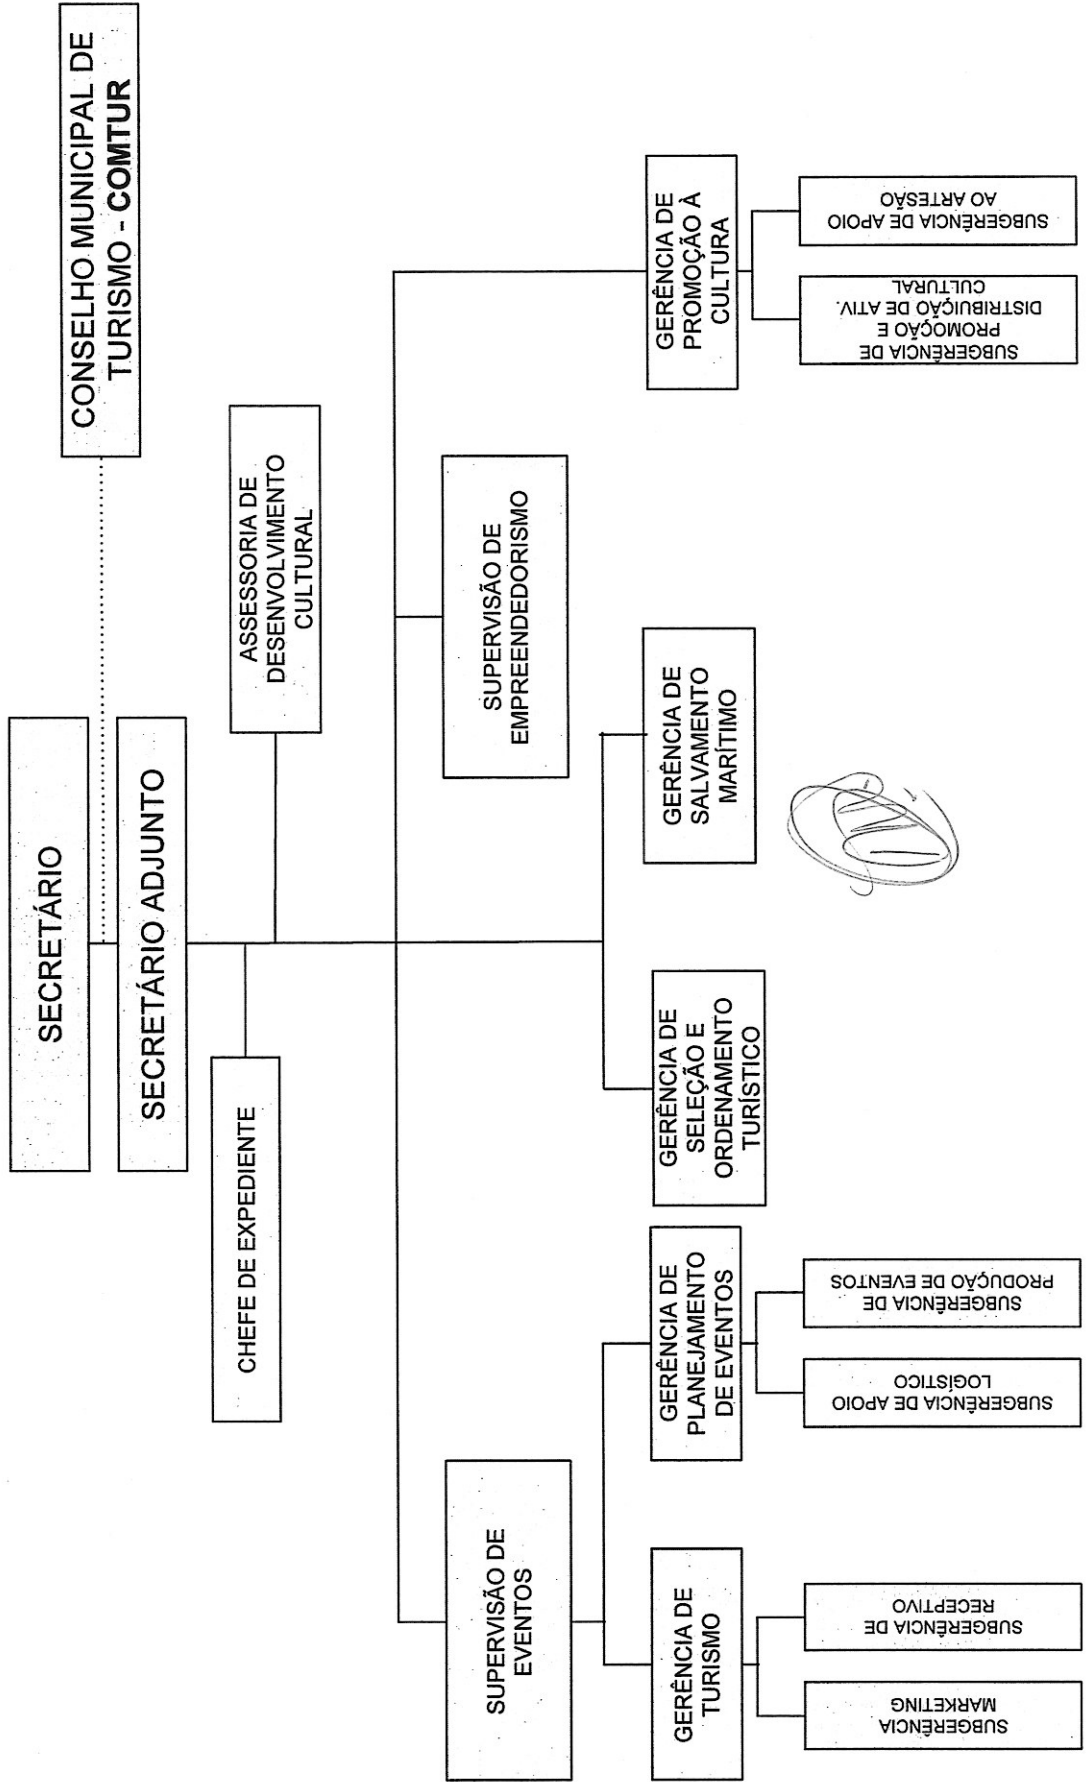 SECRETÁRIO
CONSELHO MUNICIPAL DE
TURISMO - COMTUR
SECRETÁRIO ADJUNTO
CHEFE DE EXPEDIENTE
ASSESSORIA DE
DESENVOLVIMENTO
CULTURAL
SUPERVISÃO DE
EVENTOS
SUPERVISÃO DE
EMPREENDEDORISMO
GERÊNCIA DE
TURISMO
GERÊNCIA DE
PLANEJAMENTO
DE EVENTOS
GERÊNCIA DE
SELEÇÃO E
ORDENAMENTO
TURÍSTICO
GERÊNCIA DE
SALVAMENTO
MARÍTIMO
GERÊNCIA DE
PROMOÇÃO À
CULTURA
SUBGERÊNCIA
MARKETING
SUBGERÊNCIA DE
RECEPTIVO
SUBGERÊNCIA DE APOIO
LOGÍSTICO
SUBGERÊNCIA DE
PRODUÇÃO DE EVENTOS
SUBGERÊNCIA DE
PROMOÇÃO E
DISTRIBUIÇÃO DE ATIV.
CULTURAL
SUBGERÊNCIA DE APOIO
AO ARTESÃO